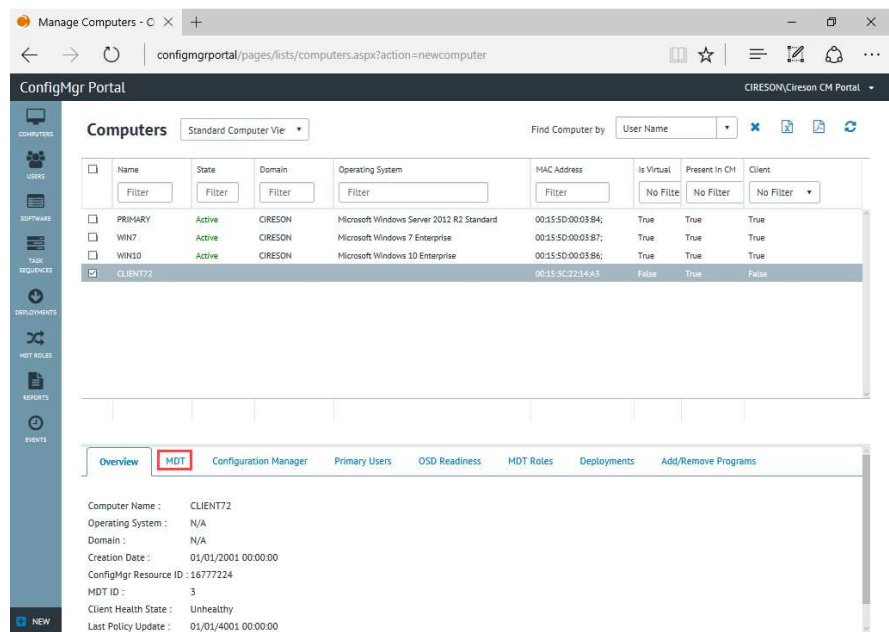 Manage Computers - Ci
configmgrportal/pages/lists/computers.aspx?action=newcomputer
ConfigMgr Portal
CIRESON\Cireson CM Portal
COMPUTERS
USERS
SOFTWARE
TASK SEQUENCES
DEPLOYMENTS
MDT ROLES
REPORTS
EVENTS
NEW
Computers
Standard Computer Vie
Find Computer by
User Name
Name State Domain Operating System MAC Address Is Virtual Present In CM Client
Filter Filter Filter Filter Filter No Filte No Filter No Filter
PRIMARY Active CIRESON Microsoft Windows Server 2012 R2 Standard 00:15:5D:00:03:B4; True True True
WIN7 Active CIRESON Microsoft Windows 7 Enterprise 00:15:5D:00:03:B7; True True True
WIN10 Active CIRESON Microsoft Windows 10 Enterprise 00:15:5D:00:03:B6; True True True
CLIENT72 00:15:3C:22:14:A3 False True False
Overview MDT Configuration Manager Primary Users OSD Readiness MDT Roles Deployments Add/Remove Programs
Computer Name : CLIENT72
Operating System : N/A
Domain : N/A
Creation Date : 01/01/2001 00:00:00
ConfigMgr Resource ID : 16777224
MDT ID : 3
Client Health State : Unhealthy
Last Policy Update : 01/01/4001 00:00:00